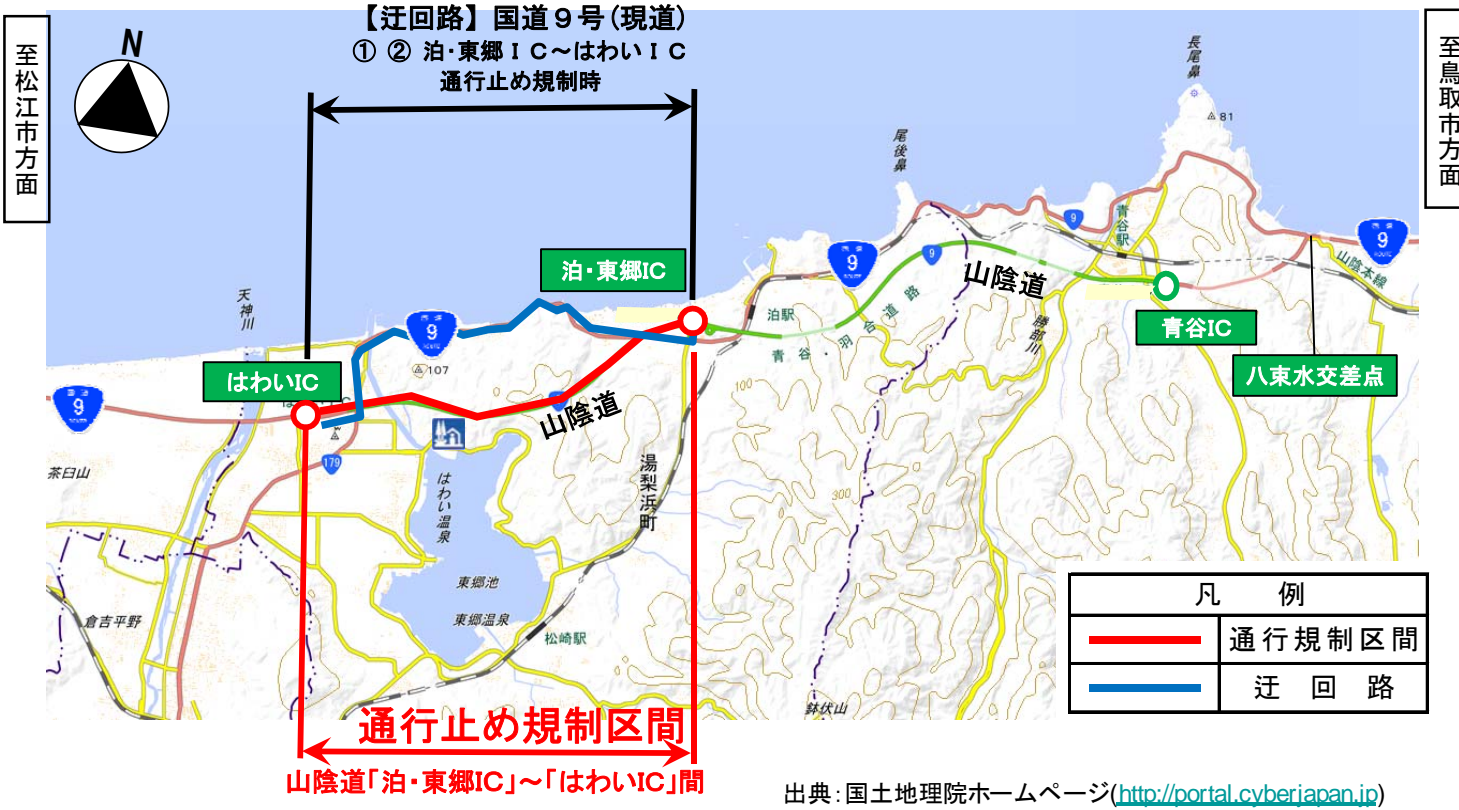 【迂回路】国道９号(現道)
① ② 泊・東郷ＩＣ～はわいＩＣ
通行止め規制時
至松江市方面
至鳥取市方面
N
長尾鼻
81
尾後鼻
9
青谷駅
9
9
9
山陰本線
泊・東郷IC
山陰道
天神川
9
泊駅
青谷・羽合道路
勝部川
青谷IC
八束水交差点
はわいIC
107
9
山陰道
100
179
茶臼山
はわい温泉
湯梨浜町
300
東郷池
東郷温泉
松崎駅
倉吉平野
鉢伏山
凡例
通行規制区間
迂回路
通行止め規制区間
山陰道「泊・東郷IC」～「はわいIC」間
出典：国土地理院ホームページ(http://portal.cyberjapan.jp)